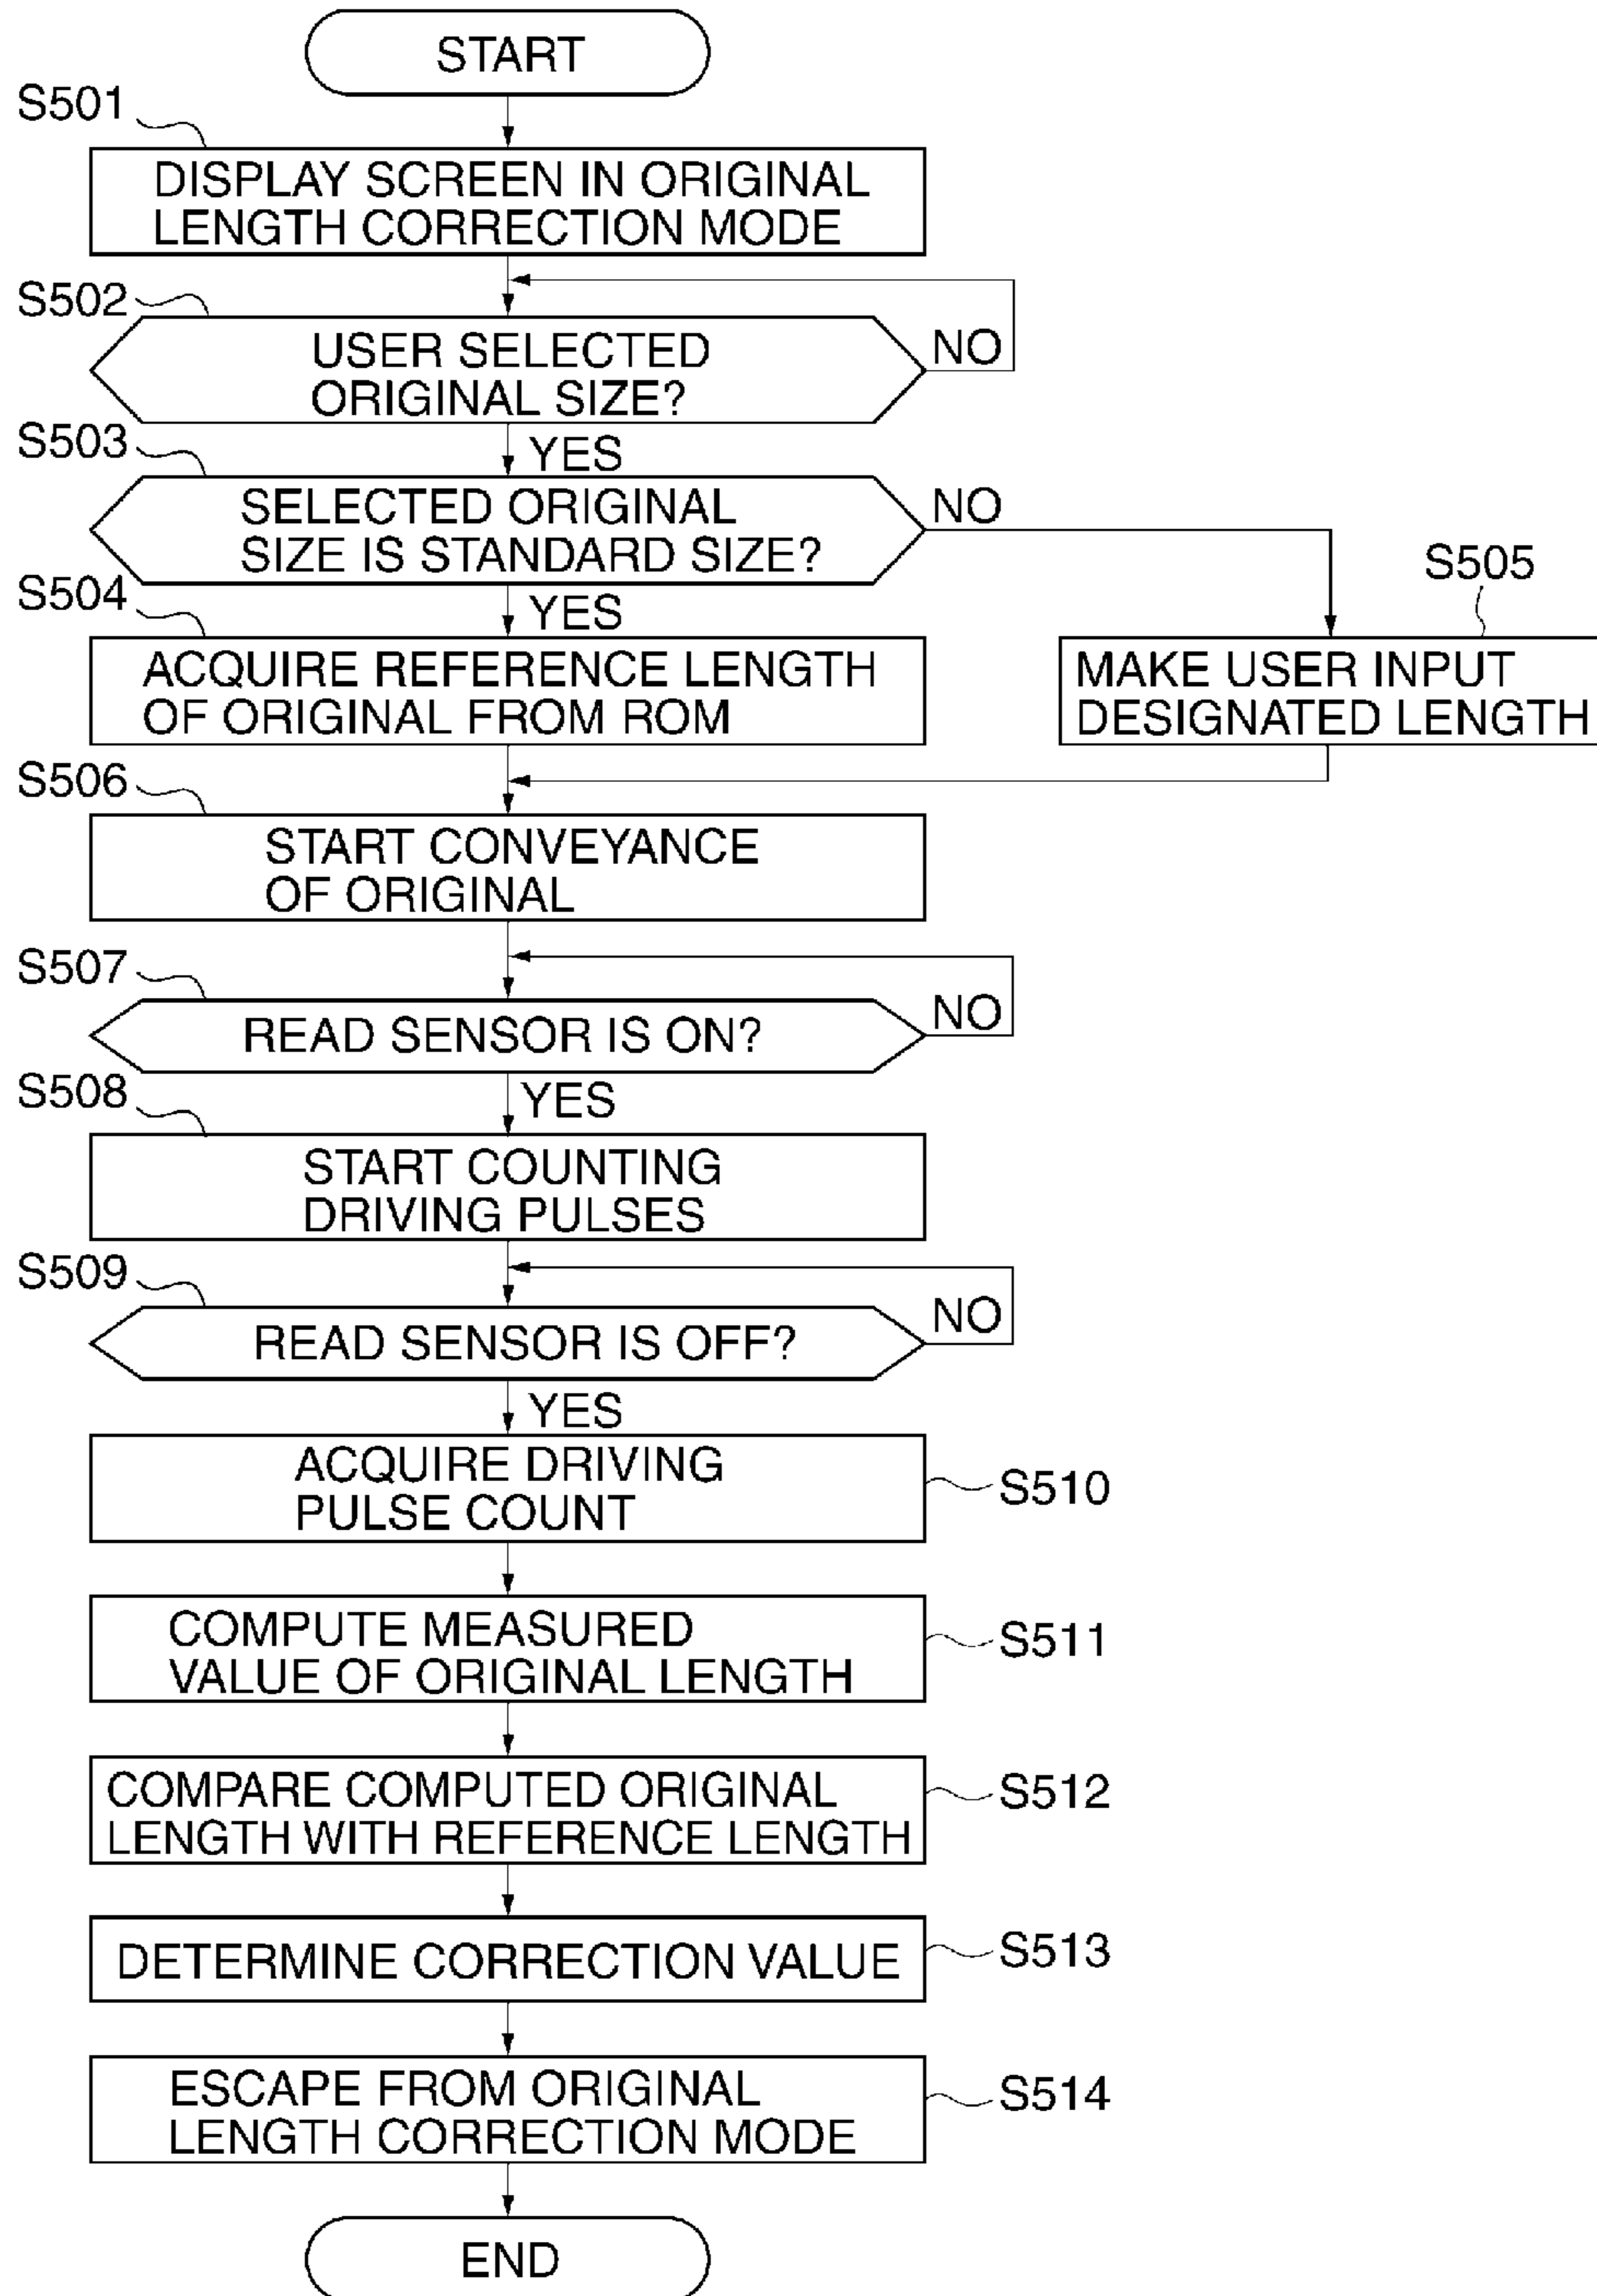 START
S501
DISPLAY SCREEN IN ORIGINAL
LENGTH CORRECTION MODE
S502
USER SELECTED
ORIGINAL SIZE?
NO
YES
S503
SELECTED ORIGINAL
SIZE IS STANDARD SIZE?
NO
YES
S504
ACQUIRE REFERENCE LENGTH
OF ORIGINAL FROM ROM
S505
MAKE USER INPUT
DESIGNATED LENGTH
S506
START CONVEYANCE
OF ORIGINAL
S507
READ SENSOR IS ON?
NO
YES
S508
START COUNTING
DRIVING PULSES
S509
READ SENSOR IS OFF?
NO
YES
ACQUIRE DRIVING
PULSE COUNT
S510
COMPUTE MEASURED
VALUE OF ORIGINAL LENGTH
S511
COMPARE COMPUTED ORIGINAL
LENGTH WITH REFERENCE LENGTH
S512
DETERMINE CORRECTION VALUE
S513
ESCAPE FROM ORIGINAL
LENGTH CORRECTION MODE
S514
END